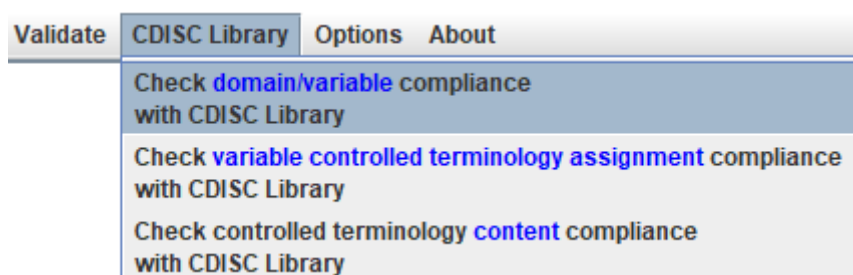 Validate CDISC Library Options About
Check domain/variable compliance
with CDISC Library
Check variable controlled terminology assignment compliance
with CDISC Library
Check controlled terminology content compliance
with CDISC Library